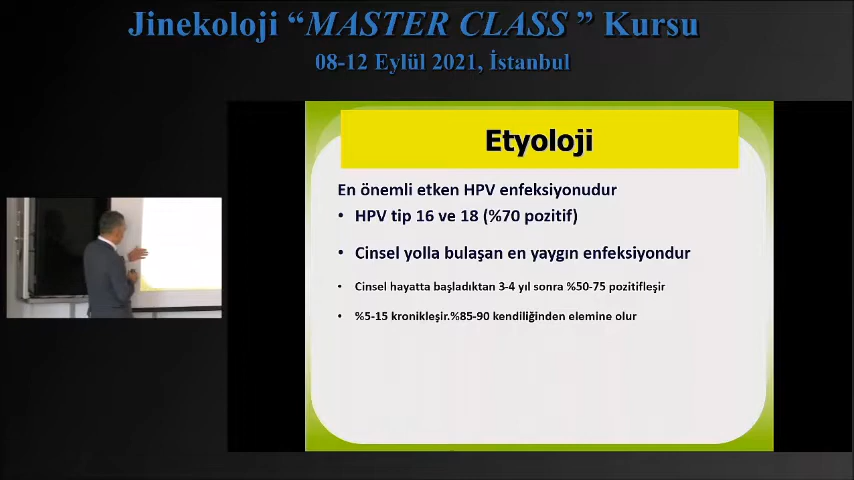 Jinekoloji “MASTER CLASS ” Kursu
08-12 Eylül 2021, İstanbul
Etyoloji
En önemli etken HPV enfeksiyonudur
• HPV tip 16 ve 18 (%70 pozitif)
• Cinsel yolla bulaşan en yaygın enfeksiyondur
• Cinsel hayatta başladıktan 3-4 yıl sonra %50-75 pozitifleşir
• %5-15 kronikleşir.%85-90 kendiliğinden elemine olur